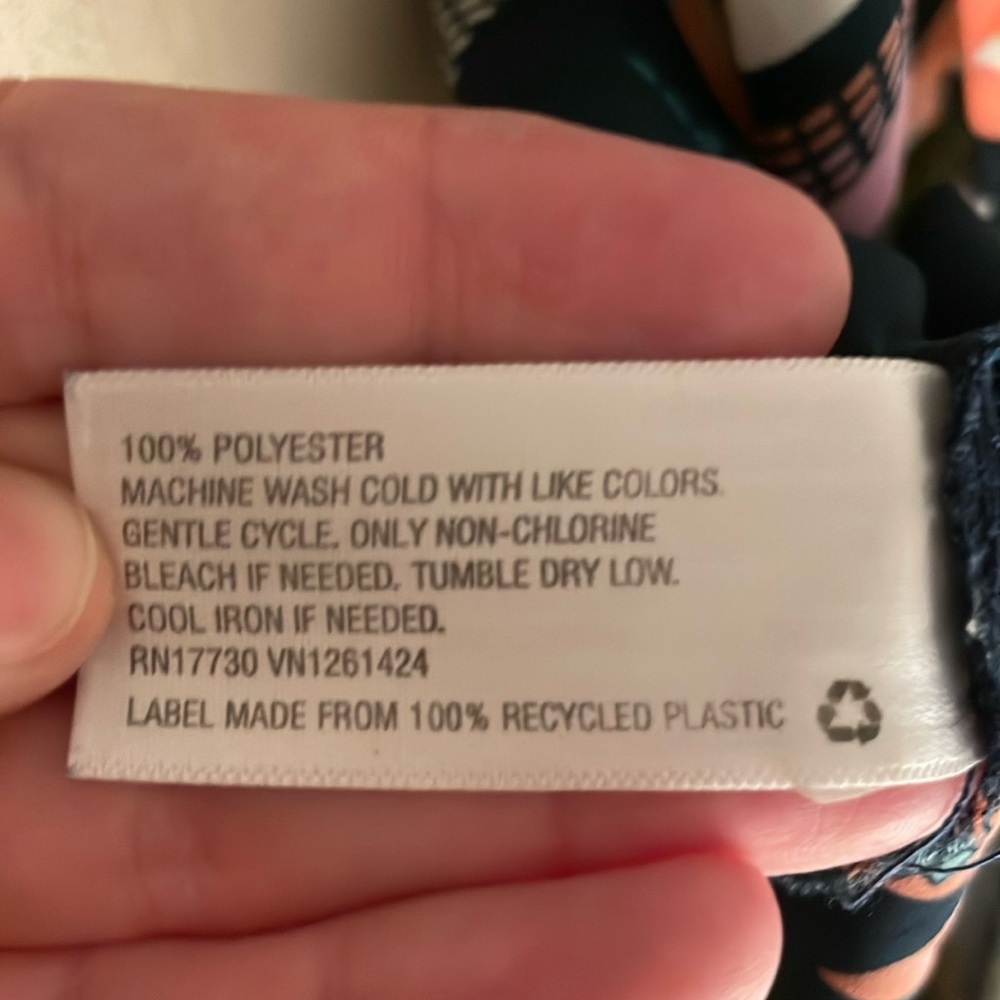 100% POLYESTER
MACHINE WASH COLD WITH LIKE COLORS.
GENTLE CYCLE. ONLY NON-CHLORINE
BLEACH IF NEEDED. TUMBLE DRY LOW.
COOL IRON IF NEEDED.
RN17730 VN1261424
LABEL MADE FROM 100% RECYCLED PLASTIC